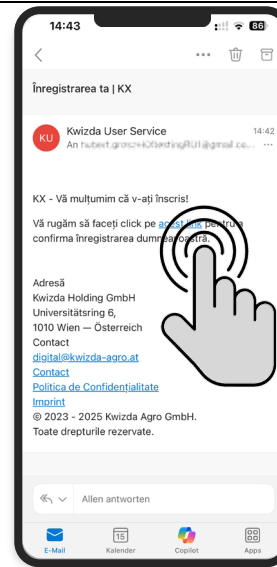 14:43
86
Înregistrarea ta | KX
KU
Kwizda User Service
14:42
An
KX - Vă mulțumim că v-ați înscris!
Vă rugăm să faceți click pe acest link pentru a
confirma înregistrarea dumneavoastră.
Adresă
Kwizda Holding GmbH
Universitätsring 6,
1010 Wien — Österreich
Contact
digital@kwizda-agro.at
Contact
Politica de Confidențialitate
Imprint
© 2023 - 2025 Kwizda Agro GmbH.
Toate drepturile rezervate.
Allen antworten
15
E-Mail
Kalender
Copilot
Apps